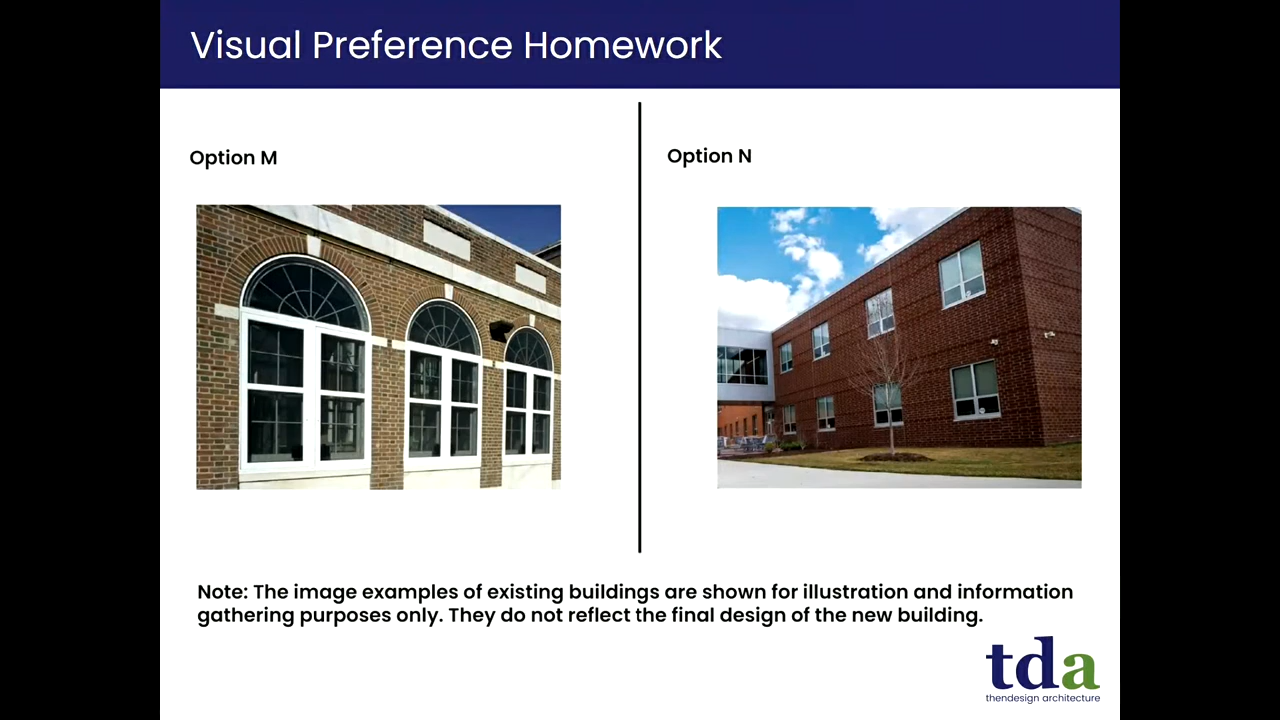 Visual Preference Homework
Option M
Option N
Note: The image examples of existing buildings are shown for illustration and information
gathering purposes only. They do not reflect the final design of the new building.
tda
thendesign architecture